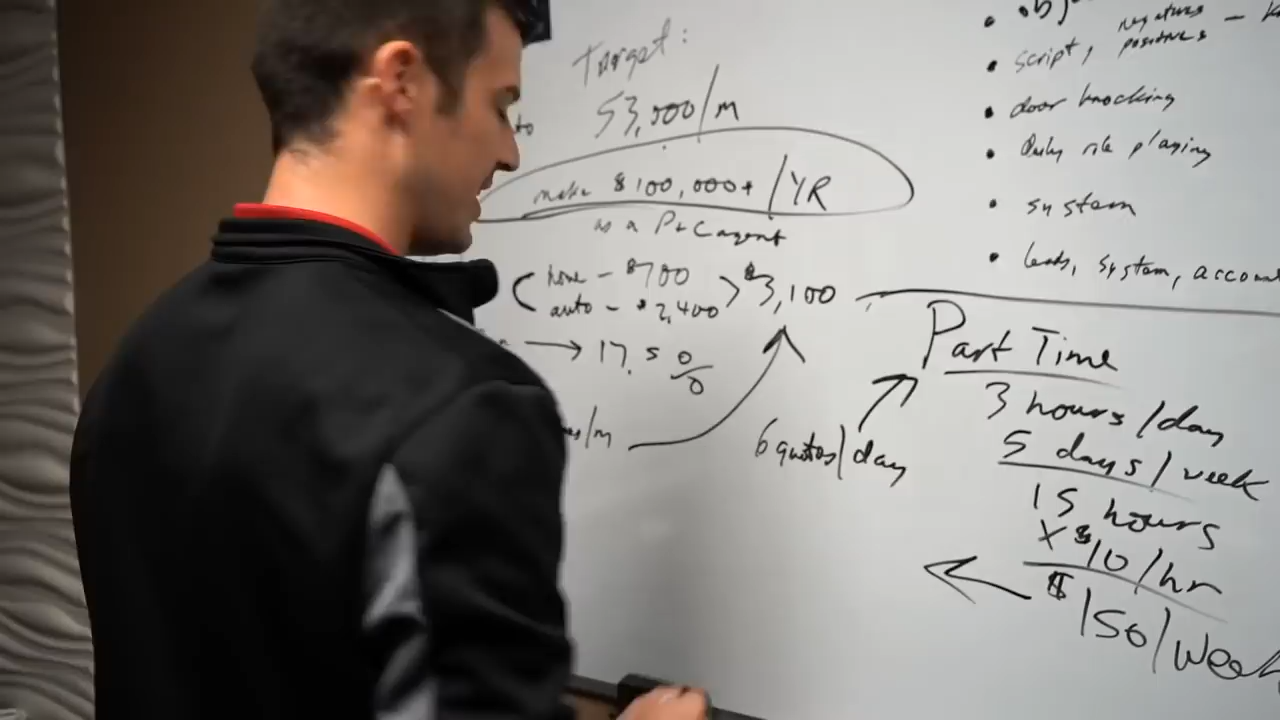 Target:
53,000/m
make $100,000+ /YR
as a P+C agent
home - $700
auto - $2,400
$3,100
→ 17.5%
/m
6 quotes/day
negatives
script, positives -
door knocking
daily role playing
system
leads, system, accoun
Part Time
3 hours/day
5 days/week
15 hours
x $10/hr
$150/Week